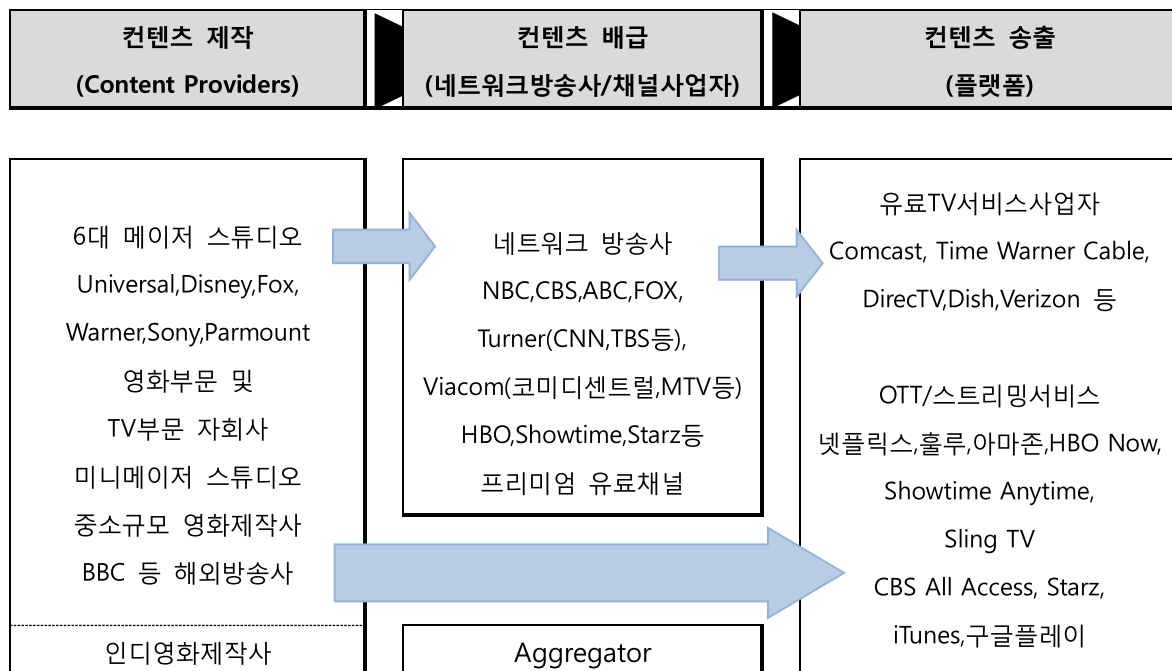 컨텐츠 제작
(Content Providers)
컨텐츠 배급
(네트워크방송사/채널사업자)
컨텐츠 송출
(플랫폼)
6대 메이저 스튜디오
Universal,Disney,Fox,
Warner,Sony,Parmount
영화부문 및
TV부문 자회사
미니메이저 스튜디오
중소규모 영화제작사
BBC 등 해외방송사
인디영화제작사
네트워크 방송사
NBC,CBS,ABC,FOX,
Turner(CNN,TBS등),
Viacom(코미디센트럴,MTV등)
HBO,Showtime,Starz등
프리미엄 유료채널
Aggregator
유료TV서비스사업자
Comcast, Time Warner Cable,
DirecTV,Dish,Verizon 등
OTT/스트리밍서비스
넷플릭스,훌루,아마존,HBO Now,
Showtime Anytime,
Sling TV
CBS All Access, Starz,
iTunes,구글플레이